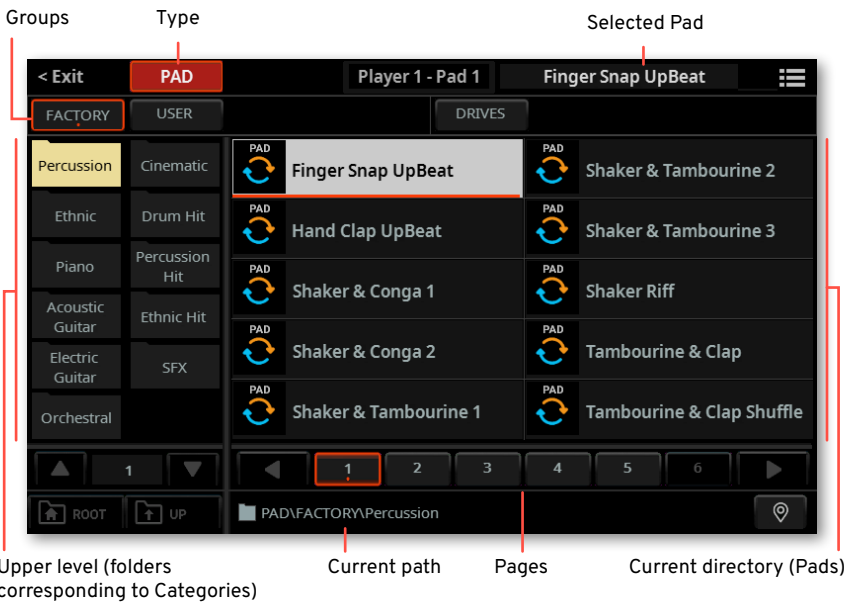 Groups
Type
Selected Pad
< Exit
PAD
Player 1 - Pad 1
Finger Snap UpBeat
FACTORY
USER
DRIVES
Percussion
Cinematic
Ethnic
Drum Hit
Piano
Percussion
Hit
Acoustic
Guitar
Ethnic Hit
Electric
Guitar
SFX
Orchestral
PAD
Finger Snap UpBeat
PAD
Shaker & Tambourine 2
PAD
Hand Clap UpBeat
PAD
Shaker & Tambourine 3
PAD
Shaker & Conga 1
PAD
Shaker Riff
PAD
Shaker & Conga 2
PAD
Tambourine & Clap
PAD
Shaker & Tambourine 1
PAD
Tambourine & Clap Shuffle
1
1
2
3
4
5
6
ROOT
UP
PAD\FACTORY\Percussion
Upper level (folders
corresponding to Categories)
Current path
Pages
Current directory (Pads)